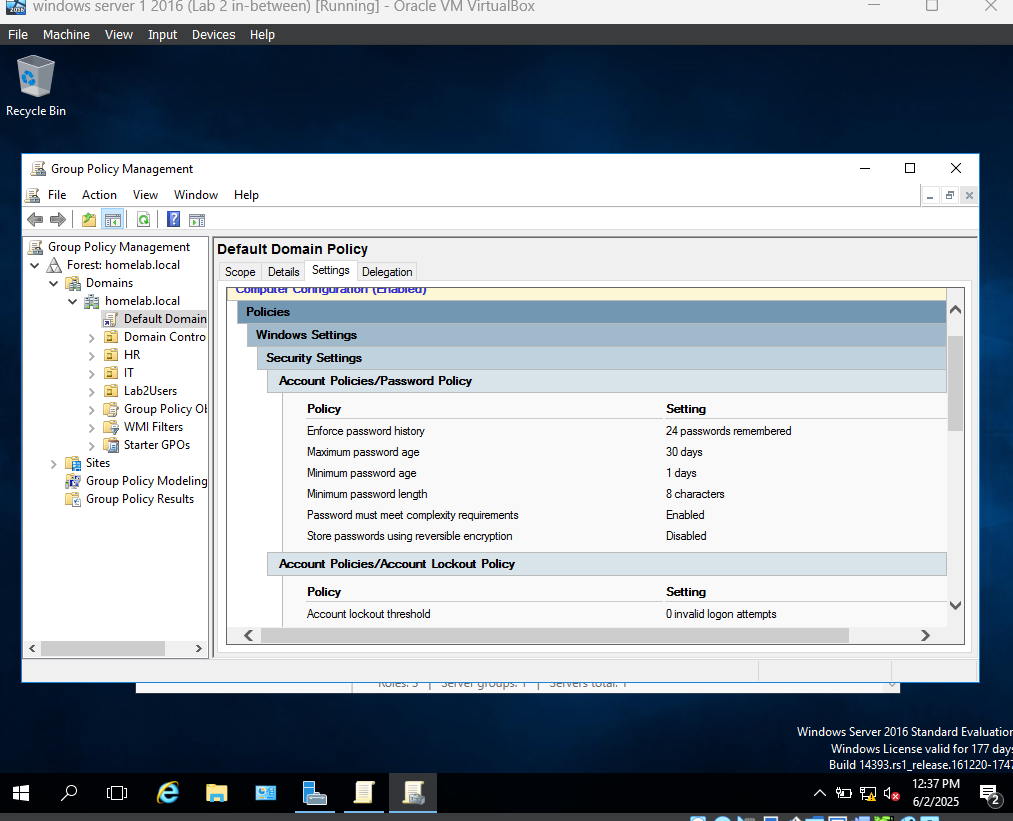 windows server 1 2016 (Lab 2 in-between) [Running] - Oracle VM VirtualBox
File Machine View Input Devices Help
Recycle Bin
Group Policy Management
File Action View Window Help
Group Policy Management
Forest: homelab.local
Domains
homelab.local
Default Domain
Domain Contro
HR
IT
Lab2Users
Group Policy Ob
WMI Filters
Starter GPOs
Sites
Group Policy Modeling
Group Policy Results
Default Domain Policy
Scope Details Settings Delegation
Computer Configuration (Enabled)
Policies
Windows Settings
Security Settings
Account Policies/Password Policy
Policy Setting
Enforce password history 24 passwords remembered
Maximum password age 30 days
Minimum password age 1 days
Minimum password length 8 characters
Password must meet complexity requirements Enabled
Store passwords using reversible encryption Disabled
Account Policies/Account Lockout Policy
Policy Setting
Account lockout threshold 0 invalid logon attempts
Roles: 3 | Server groups: 1 | Servers total: 1
Windows Server 2016 Standard Evaluation
Windows License valid for 177 days
Build 14393.rs1_release.161220-1747
12:37 PM
6/2/2025
2